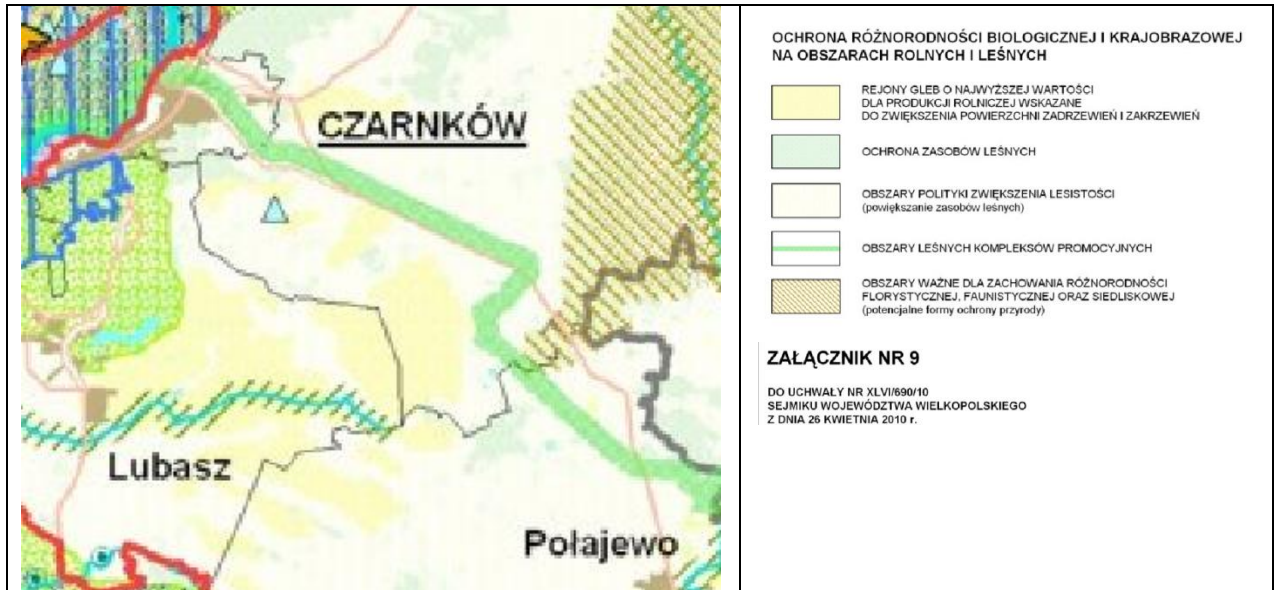 CZARNKÓW
Lubasz
Połajewo
OCHRONA RÓŻNORODNOŚCI BIOLOGICZNEJ I KRAJOBRAZOWEJ
NA OBSZARACH ROLNYCH I LEŚNYCH
REJONY GLEB O NAJWYŻSZEJ WARTOŚCI
DLA PRODUKCJI ROLNICZEJ WSKAZANE
DO ZWIĘKSZENIA POWIERZCHNI ZADRZEWIEŃ I ZAKRZEWIEŃ
OCHRONA ZASOBÓW LEŚNYCH
OBSZARY POLITYKI ZWIĘKSZENIA LESISTOŚCI
(powiększanie zasobów leśnych)
OBSZARY LEŚNYCH KOMPLEKSÓW PROMOCYJNYCH
OBSZARY WAŻNE DLA ZACHOWANIA RÓŻNORODNOŚCI
FLORYSTYCZNEJ, FAUNISTYCZNEJ ORAZ SIEDLISKOWEJ
(potencjalne formy ochrony przyrody)
ZAŁĄCZNIK NR 9
DO UCHWAŁY NR XLVI/690/10
SEJMIKU WOJEWÓDZTWA WIELKOPOLSKIEGO
Z DNIA 26 KWIETNIA 2010 r.